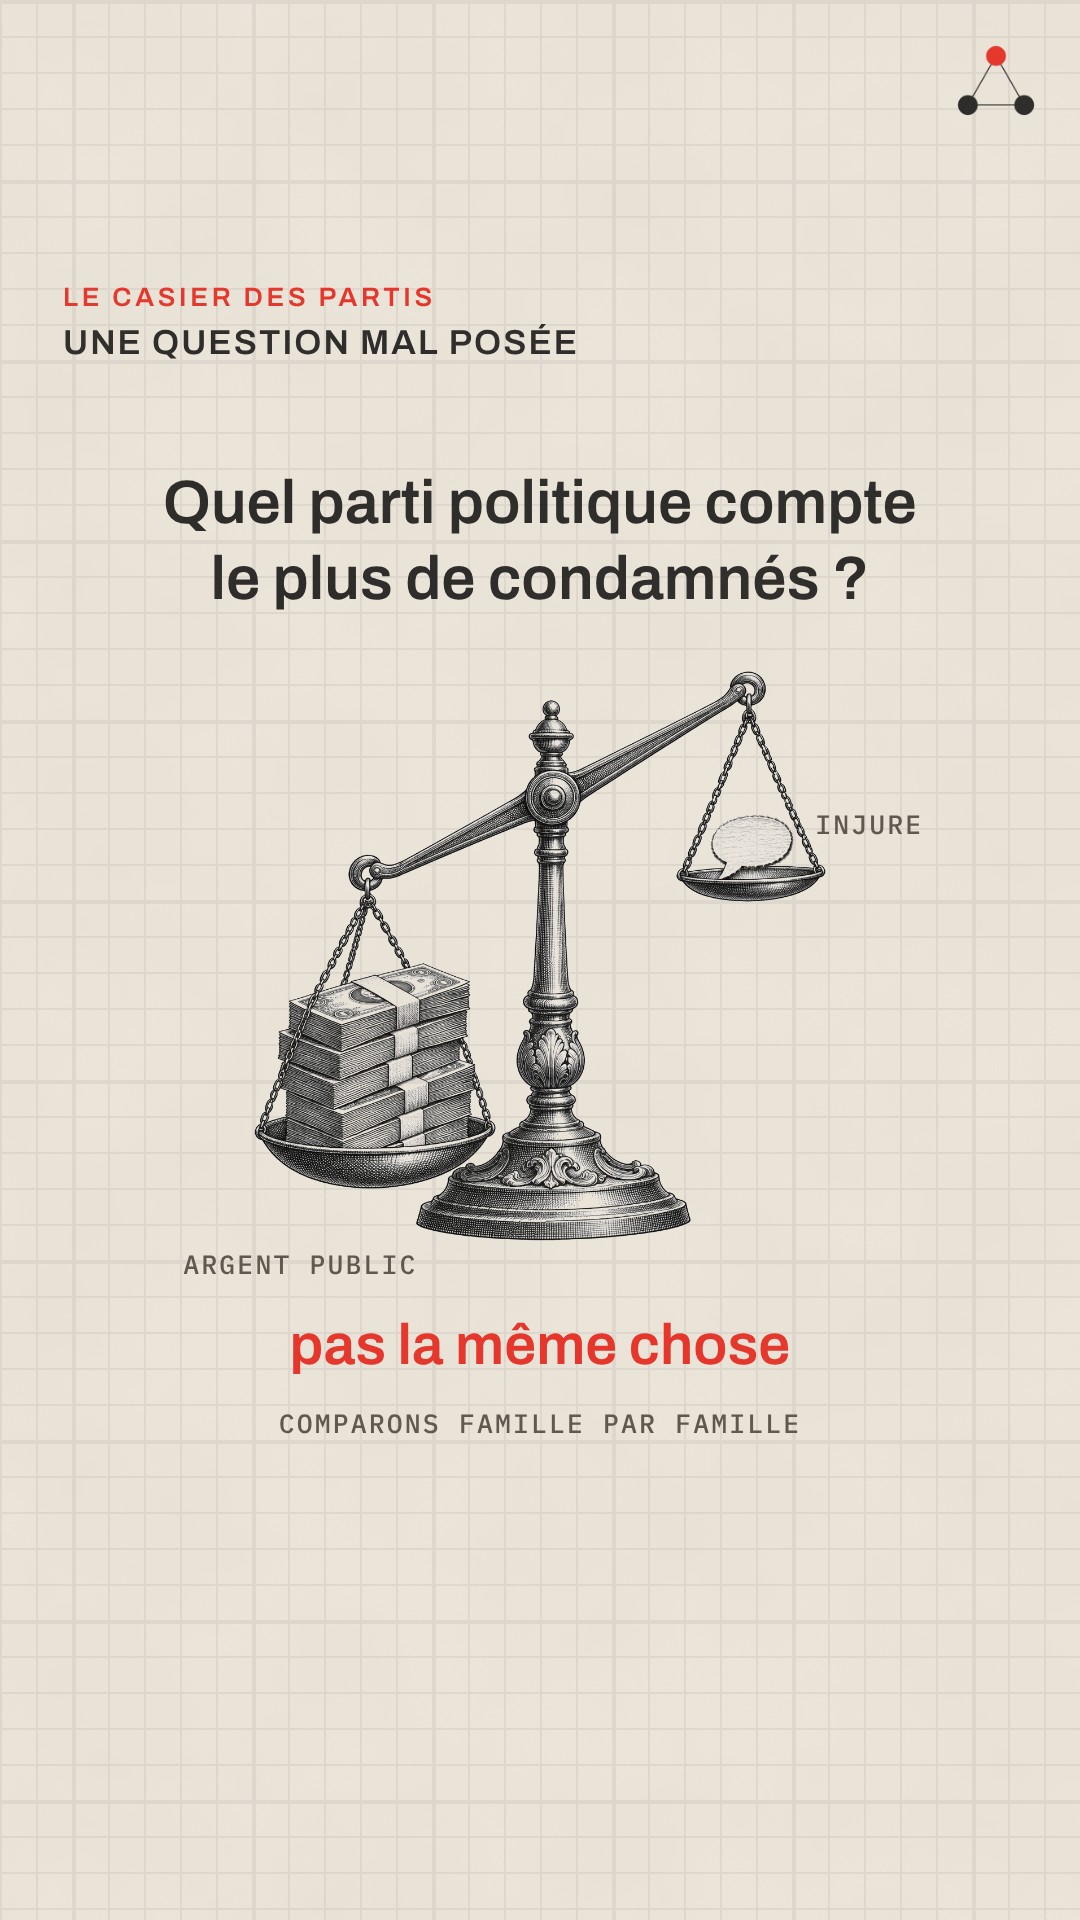 LE CASIER DES PARTIS
UNE QUESTION MAL POSÉE
Quel parti politique compte
le plus de condamnés ?
INJURE
ARGENT PUBLIC
pas la même chose
COMPARONS FAMILLE PAR FAMILLE